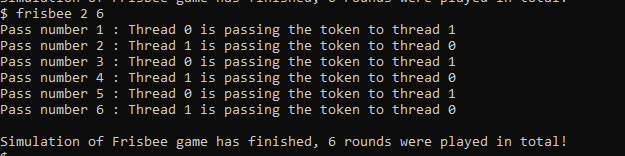 Simulation of Frisbee game has finished, 6 rounds were played in total!
$ frisbee 2 6
Pass number 1 : Thread 0 is passing the token to thread 1
Pass number 2 : Thread 1 is passing the token to thread 0
Pass number 3 : Thread 0 is passing the token to thread 1
Pass number 4 : Thread 1 is passing the token to thread 0
Pass number 5 : Thread 0 is passing the token to thread 1
Pass number 6 : Thread 1 is passing the token to thread 0
Simulation of Frisbee game has finished, 6 rounds were played in total!
$